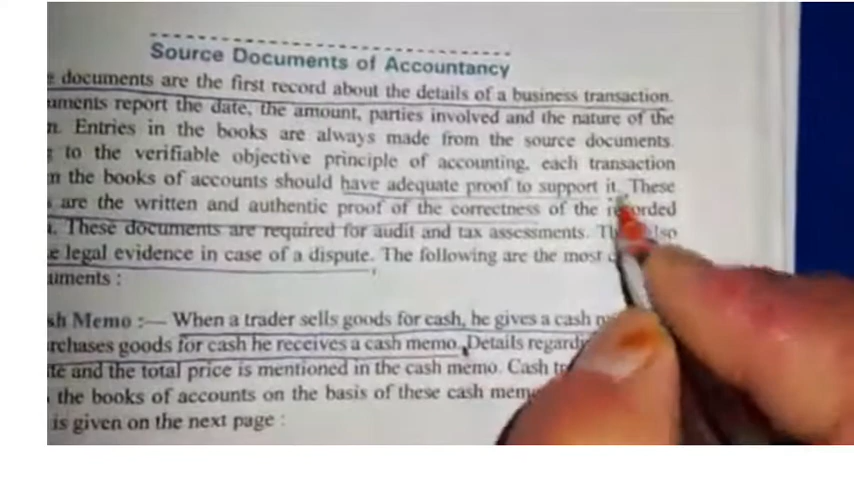 Source Documents of Accountancy
documents are the first record about the details of a business transaction.
report the date, the amount, parties involved and the nature of the
Entries in the books are always made from the source documents.
to the verifiable objective principle of accounting, each transaction
the books of accounts should have adequate proof to support it. These
are the written and authentic proof of the correctness of the
These documents are required for audit and tax assessments.
legal evidence in case of a dispute. The following are the most
:
Memo :— When a trader sells goods for cash, he gives a cash
goods for cash he receives a cash memo. Details
and the total price is mentioned in the cash memo. Cash
the books of accounts on the basis of these cash
is given on the next page :